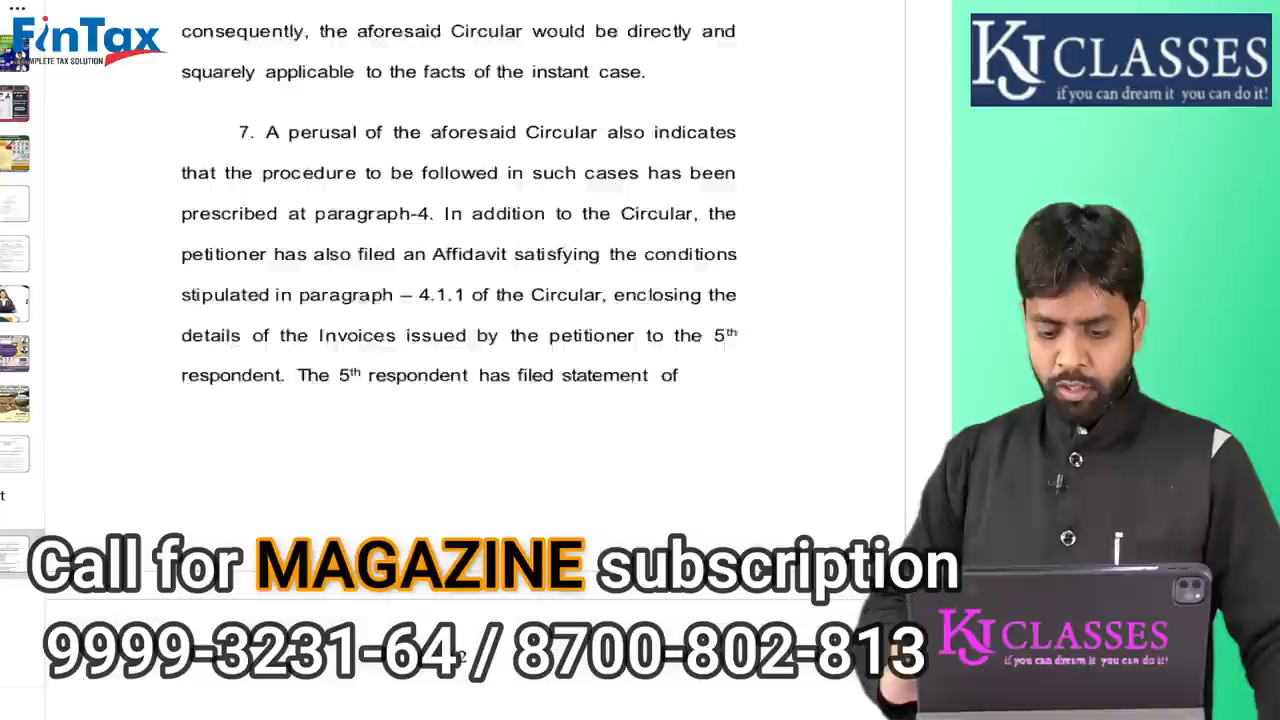 FinTax
COMPLETE TAX SOLUTION
KJ CLASSES
if you can dream it you can do it!
consequently, the aforesaid Circular would be directly and
squarely applicable to the facts of the instant case.
7. A perusal of the aforesaid Circular also indicates
that the procedure to be followed in such cases has been
prescribed at paragraph-4. In addition to the Circular, the
petitioner has also filed an Affidavit satisfying the conditions
stipulated in paragraph – 4.1.1 of the Circular, enclosing the
details of the Invoices issued by the petitioner to the 5th
respondent. The 5th respondent has filed statement of
Call for MAGAZINE subscription
9999-3231-64 / 8700-802-813
KJ CLASSES
if you can dream it you can do it!